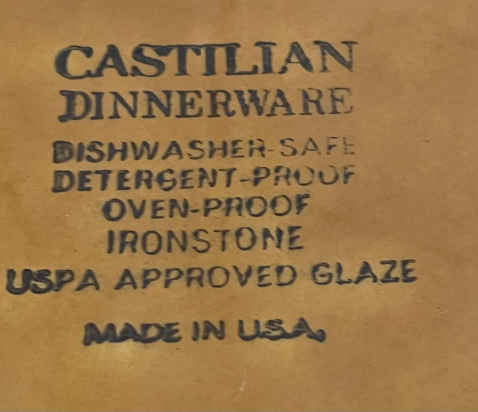 CASTILIAN
DINNERWARE
DISHWASHER-SAFE
DETERGENT-PROOF
OVEN-PROOF
IRONSTONE
USPA APPROVED GLAZE
MADE IN U.S.A.